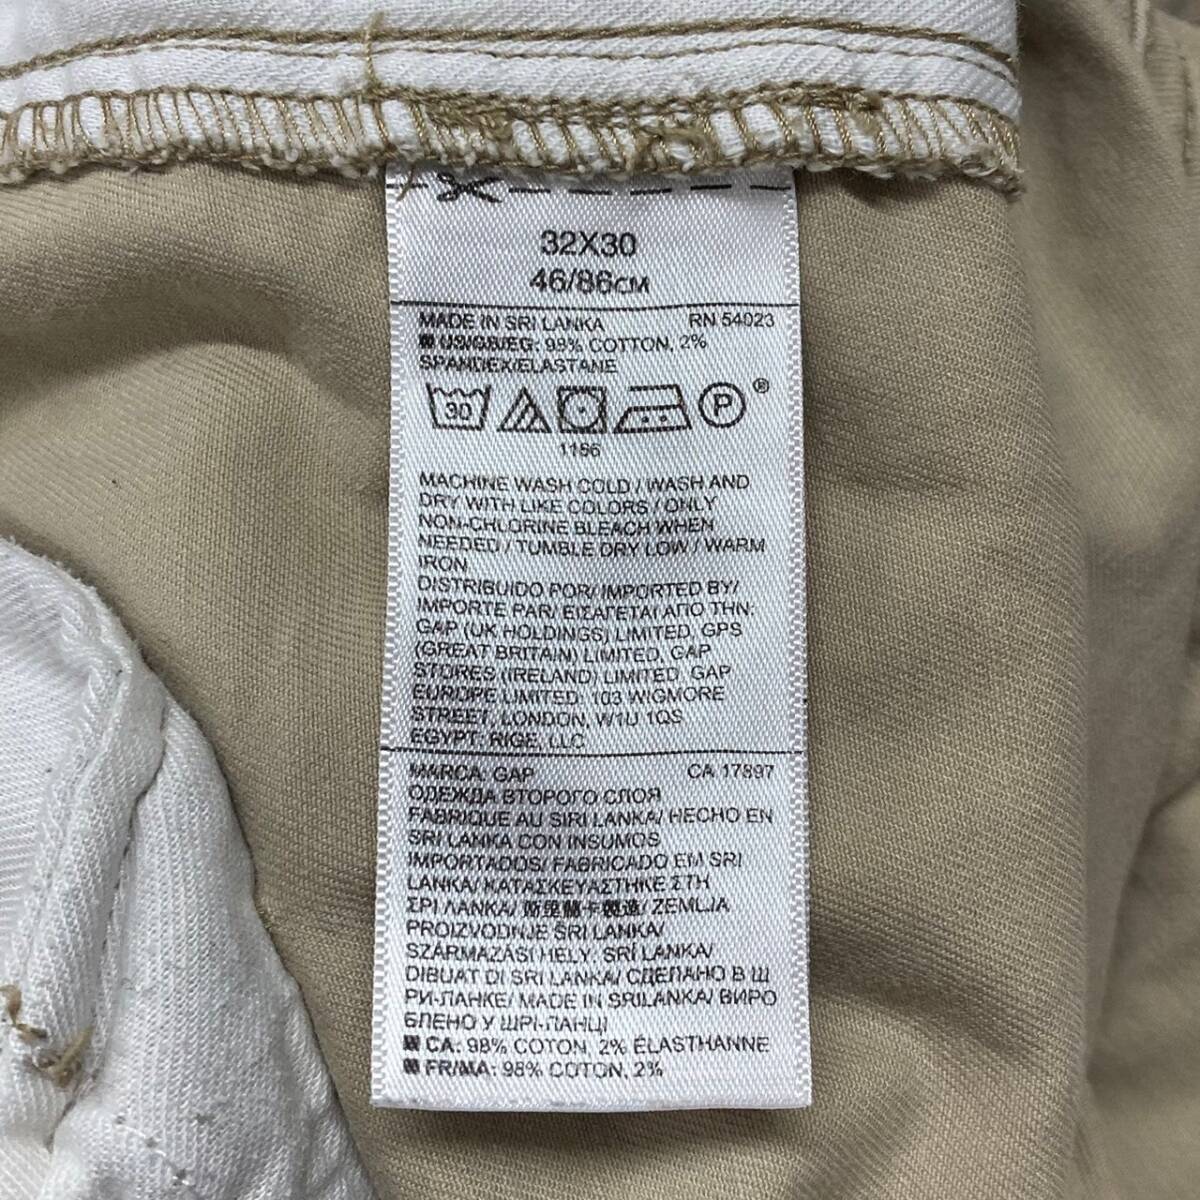 32X30
46/86CM
MADE IN SRI LANKA RN 54023
US/GB/EG: 98% COTTON, 2%
SPANDEX/ELASTANE
30 P ®
1156
MACHINE WASH COLD / WASH AND
DRY WITH LIKE COLORS / ONLY
NON-CHLORINE BLEACH WHEN
NEEDED / TUMBLE DRY LOW / WARM
IRON
DISTRIBUIDO POR/ IMPORTED BY/
IMPORTE PAR/ ΕΙΣΑΓΕΤΑΙ ΑΠΟ ΤΗΝ:
GAP (UK HOLDINGS) LIMITED, GPS
(GREAT BRITAIN) LIMITED, GAP
STORES (IRELAND) LIMITED, GAP
EUROPE LIMITED: 103 WIGMORE
STREET, LONDON, W1U 1QS
EGYPT: RIGE, LLC
MARCA: GAP CA 17897
ОДЕЖДА ВТОРОГО СЛОЯ
FABRIQUE AU SIRI LANKA/ HECHO EN
SRI LANKA CON INSUMOS
IMPORTADOS/ FABRICADO EM SRI
LANKA/ ΚΑΤΑΣΚΕΥΑΣΤΗΚΕ ΣΤΗ
ΣΡΙ ΛΑΝΚΑ/ 斯里蘭卡製造/ ZEMLJA
PROIZVODNJE SRI LANKA/
SZÁRMAZÁSI HELY: SRÍ LANKA/
DIBUAT DI SRI LANKA/ СДЕЛАНО В Ш
РИ-ЛАНКЕ/ MADE IN SRILANKA/ ВИРО
БЛЕНО У ШРІ-ЛАНЦІ
CA: 98% COTON, 2% ÉLASTHANNE
FR/MA: 98% COTON, 2%